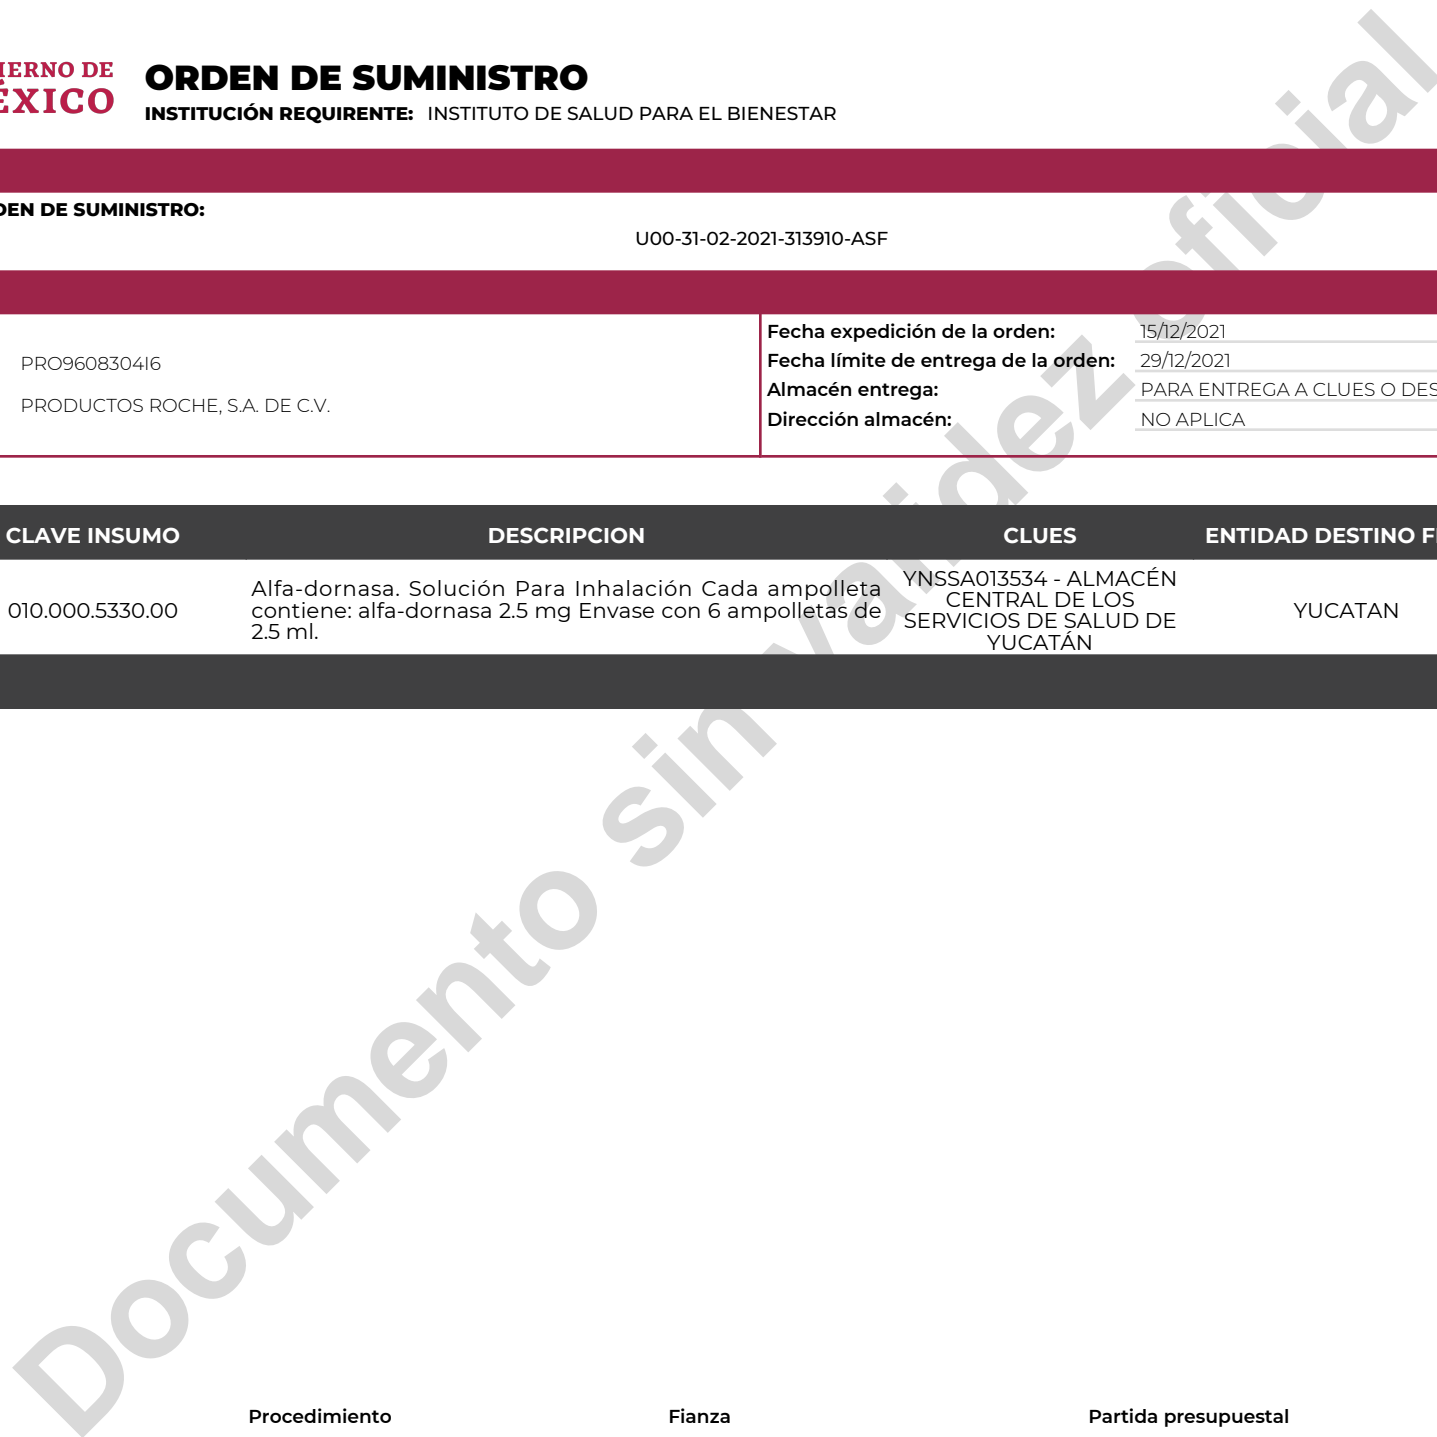 IERNO DE
ÉXICO
ORDEN DE SUMINISTRO
INSTITUCIÓN REQUIRENTE: INSTITUTO DE SALUD PARA EL BIENESTAR
DEN DE SUMINISTRO:
U00-31-02-2021-313910-ASF
PRO9608304I6
PRODUCTOS ROCHE, S.A. DE C.V.
Fecha expedición de la orden: 15/12/2021
Fecha límite de entrega de la orden: 29/12/2021
Almacén entrega: PARA ENTREGA A CLUES O DES
Dirección almacén: NO APLICA
CLAVE INSUMO DESCRIPCION CLUES ENTIDAD DESTINO F
010.000.5330.00
Alfa-dornasa. Solución Para Inhalación Cada ampolleta
contiene: alfa-dornasa 2.5 mg Envase con 6 ampolletas de
2.5 ml.
YNSSA013534 - ALMACÉN
CENTRAL DE LOS
SERVICIOS DE SALUD DE
YUCATÁN
YUCATAN
Documento sin validez oficial
Procedimiento Fianza Partida presupuestal